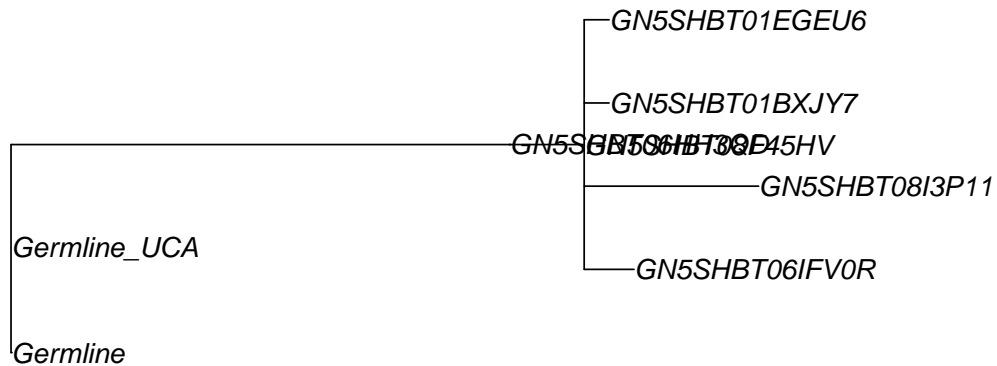 GN5SHBT01EGEU6
GN5SHBT01BXJY7
GN5SHBT08I3P11
Germline_UCA
GN5SHBT06IFV0R
Germline